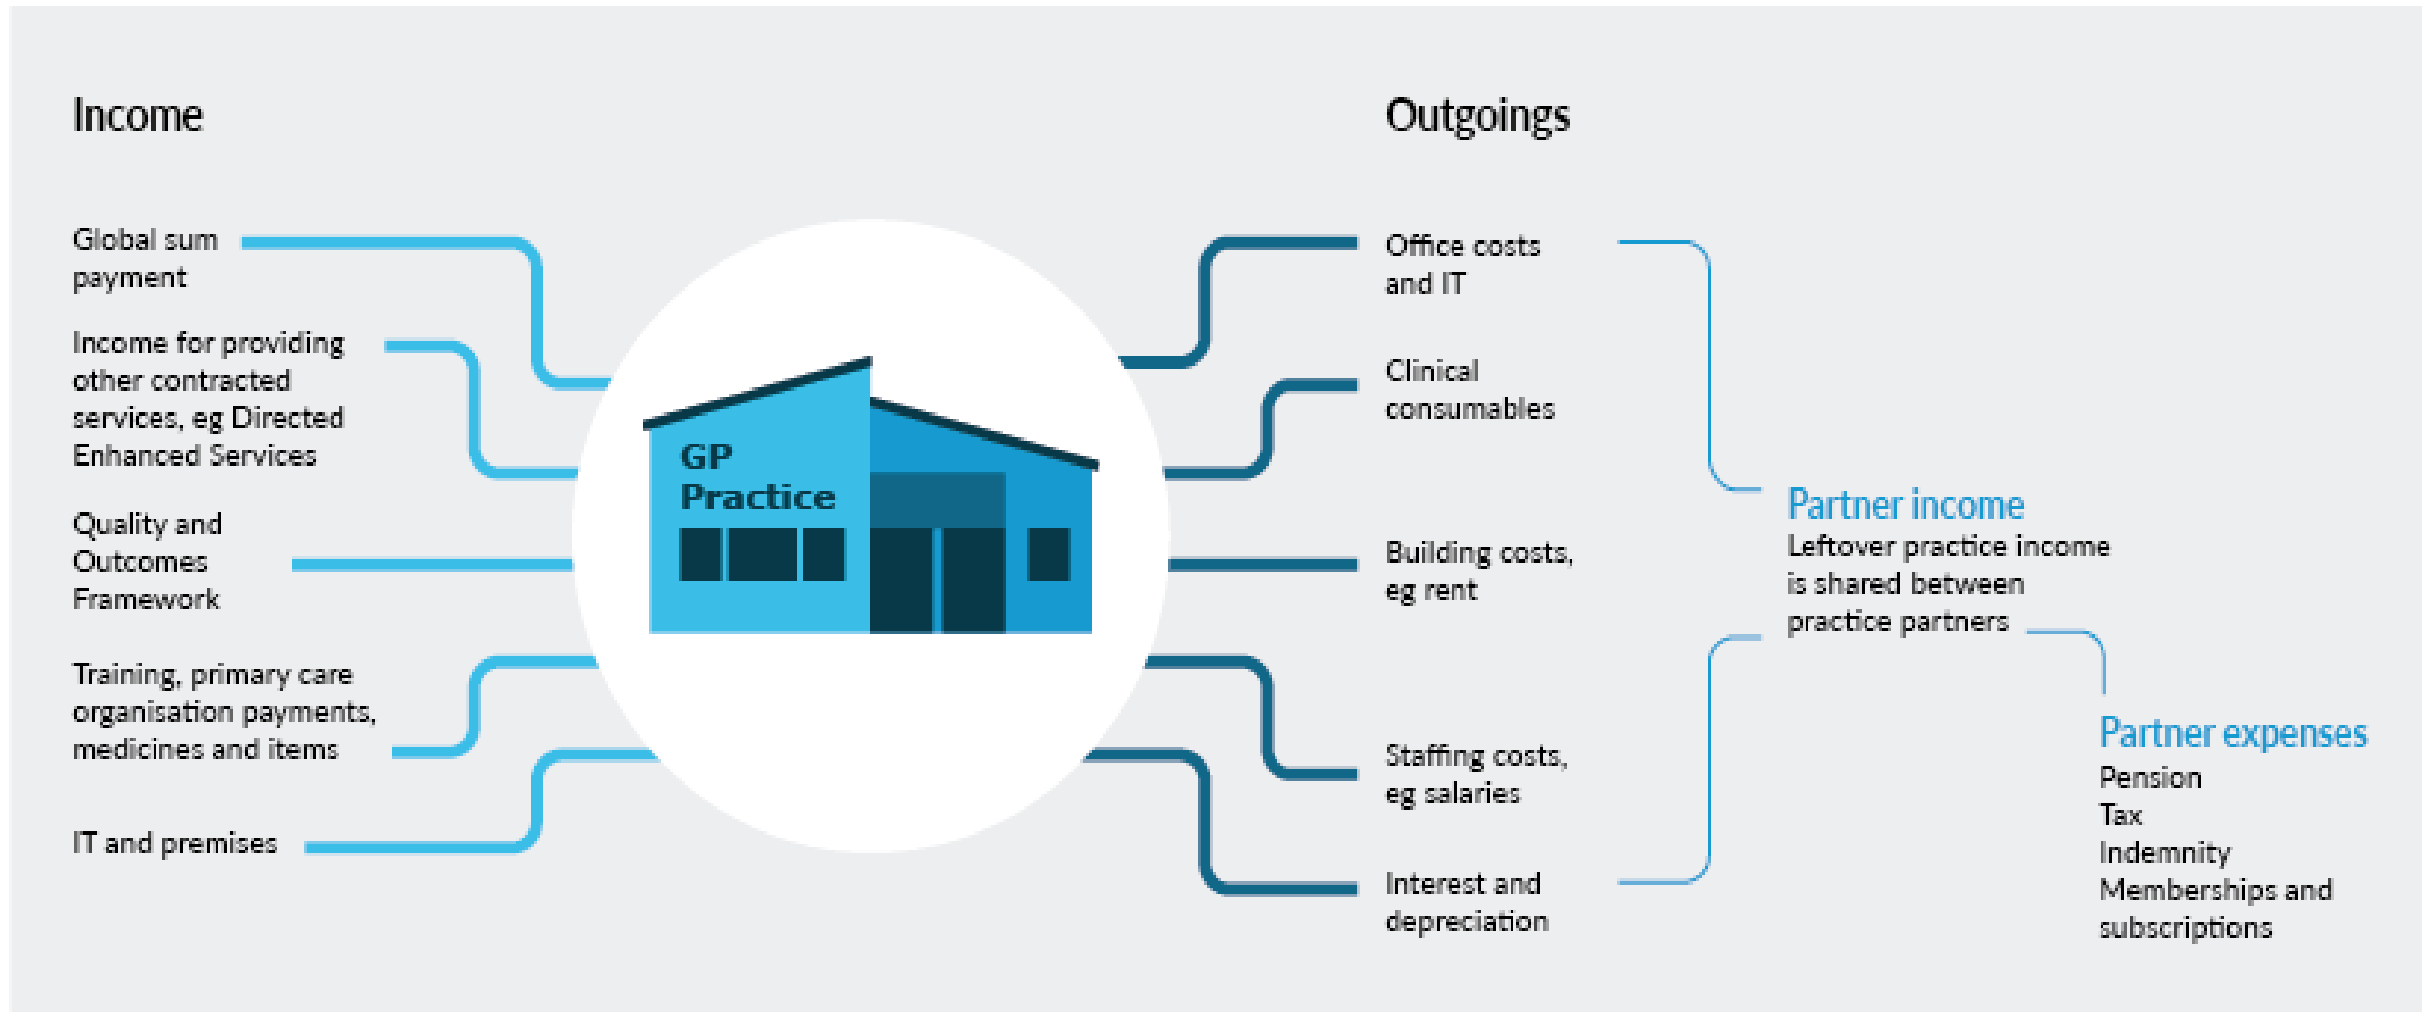 Income
Global sum
payment
Income for providing
other contracted
services, eg Directed
Enhanced Services
Quality and
Outcomes
Framework
Training, primary care
organisation payments,
medicines and items
IT and premises
GP
Practice
Outgoings
Office costs
and IT
Clinical
consumables
Building costs,
eg rent
Staffing costs,
eg salaries
Interest and
depreciation
Partner income
Leftover practice income
is shared between
practice partners
Partner expenses
Pension
Tax
Indemnity
Memberships and
subscriptions